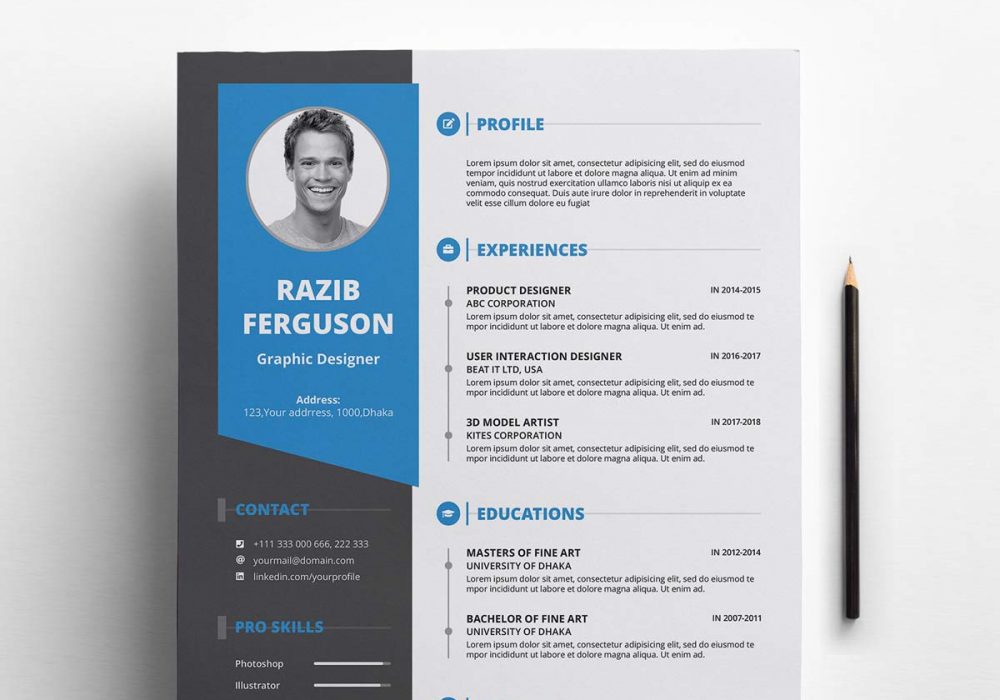 RAZIB
FERGUSON
Graphic Designer
Address:
123,Your adrress, 1000,Dhaka
CONTACT
+111 333 000 666, 222 333
yourmail@domain.com
linkedin.com/yourprofile
PRO SKILLS
Photoshop
Illustrator
PROFILE
Lorem ipsum dolor sit amet, consectetur adipisicing elit, sed do eiusmod
tempor incididunt ut labore et dolore magna aliqua. Ut enim ad minim
veniam, quis nostrud exercitation ullamco laboris nisi ut aliquip ex ea
commodo consequat. Duis aute irure dolor in reprehenderit in voluptate
velit esse cillum dolore eu fugiat
EXPERIENCES
PRODUCT DESIGNER IN 2014-2015
ABC CORPORATION
Lorem ipsum dolor sit amet, consectetur adipisicing elit, sed do eiusmod te
mpor incididunt ut labore et dolore magna aliqua. Ut enim ad.
USER INTERACTION DESIGNER IN 2016-2017
BEAT IT LTD, USA
Lorem ipsum dolor sit amet, consectetur adipisicing elit, sed do eiusmod te
mpor incididunt ut labore et dolore magna aliqua. Ut enim ad.
3D MODEL ARTIST IN 2017-2018
KITES CORPORATION
Lorem ipsum dolor sit amet, consectetur adipisicing elit, sed do eiusmod te
mpor incididunt ut labore et dolore magna aliqua. Ut enim ad.
EDUCATIONS
MASTERS OF FINE ART IN 2012-2014
UNIVERSITY OF DHAKA
Lorem ipsum dolor sit amet, consectetur adipisicing elit, sed do eiusmod te
mpor incididunt ut labore et dolore magna aliqua. Ut enim ad.
BACHELOR OF FINE ART IN 2007-2011
UNIVERSITY OF DHAKA
Lorem ipsum dolor sit amet, consectetur adipisicing elit, sed do eiusmod te
mpor incididunt ut labore et dolore magna aliqua. Ut enim ad.